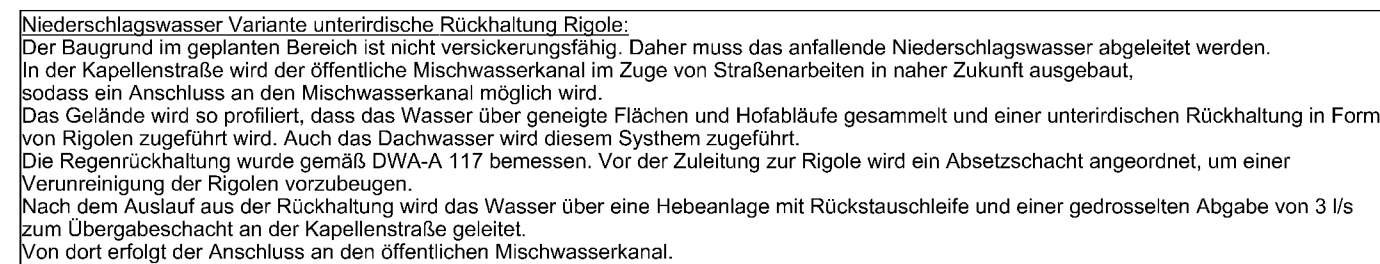 Niederschlagswasser Variante unterirdische Rückhaltung Rigole:
Der Baugrund im geplanten Bereich ist nicht versickerungsfähig. Daher muss das anfallende Niederschlagswasser abgeleitet werden.
In der Kapellenstraße wird der öffentliche Mischwasserkanal im Zuge von Straßenarbeiten in naher Zukunft ausgebaut,
sodass ein Anschluss an den Mischwasserkanal möglich wird.
Das Gelände wird so profiliert, dass das Wasser über geneigte Flächen und Hofabläufe gesammelt und einer unterirdischen Rückhaltung in Form
von Rigolen zugeführt wird. Auch das Dachwasser wird diesem Systhem zugeführt.
Die Regenrückhaltung wurde gemäß DWA-A 117 bemessen. Vor der Zuleitung zur Rigole wird ein Absetzschacht angeordnet, um einer
Verunreinigung der Rigolen vorzubeugen.
Nach dem Auslauf aus der Rückhaltung wird das Wasser über eine Hebeanlage mit Rückstauschleife und einer gedrosselten Abgabe von 3 l/s
zum Übergabeschacht an der Kapellenstraße geleitet.
Von dort erfolgt der Anschluss an den öffentlichen Mischwasserkanal.